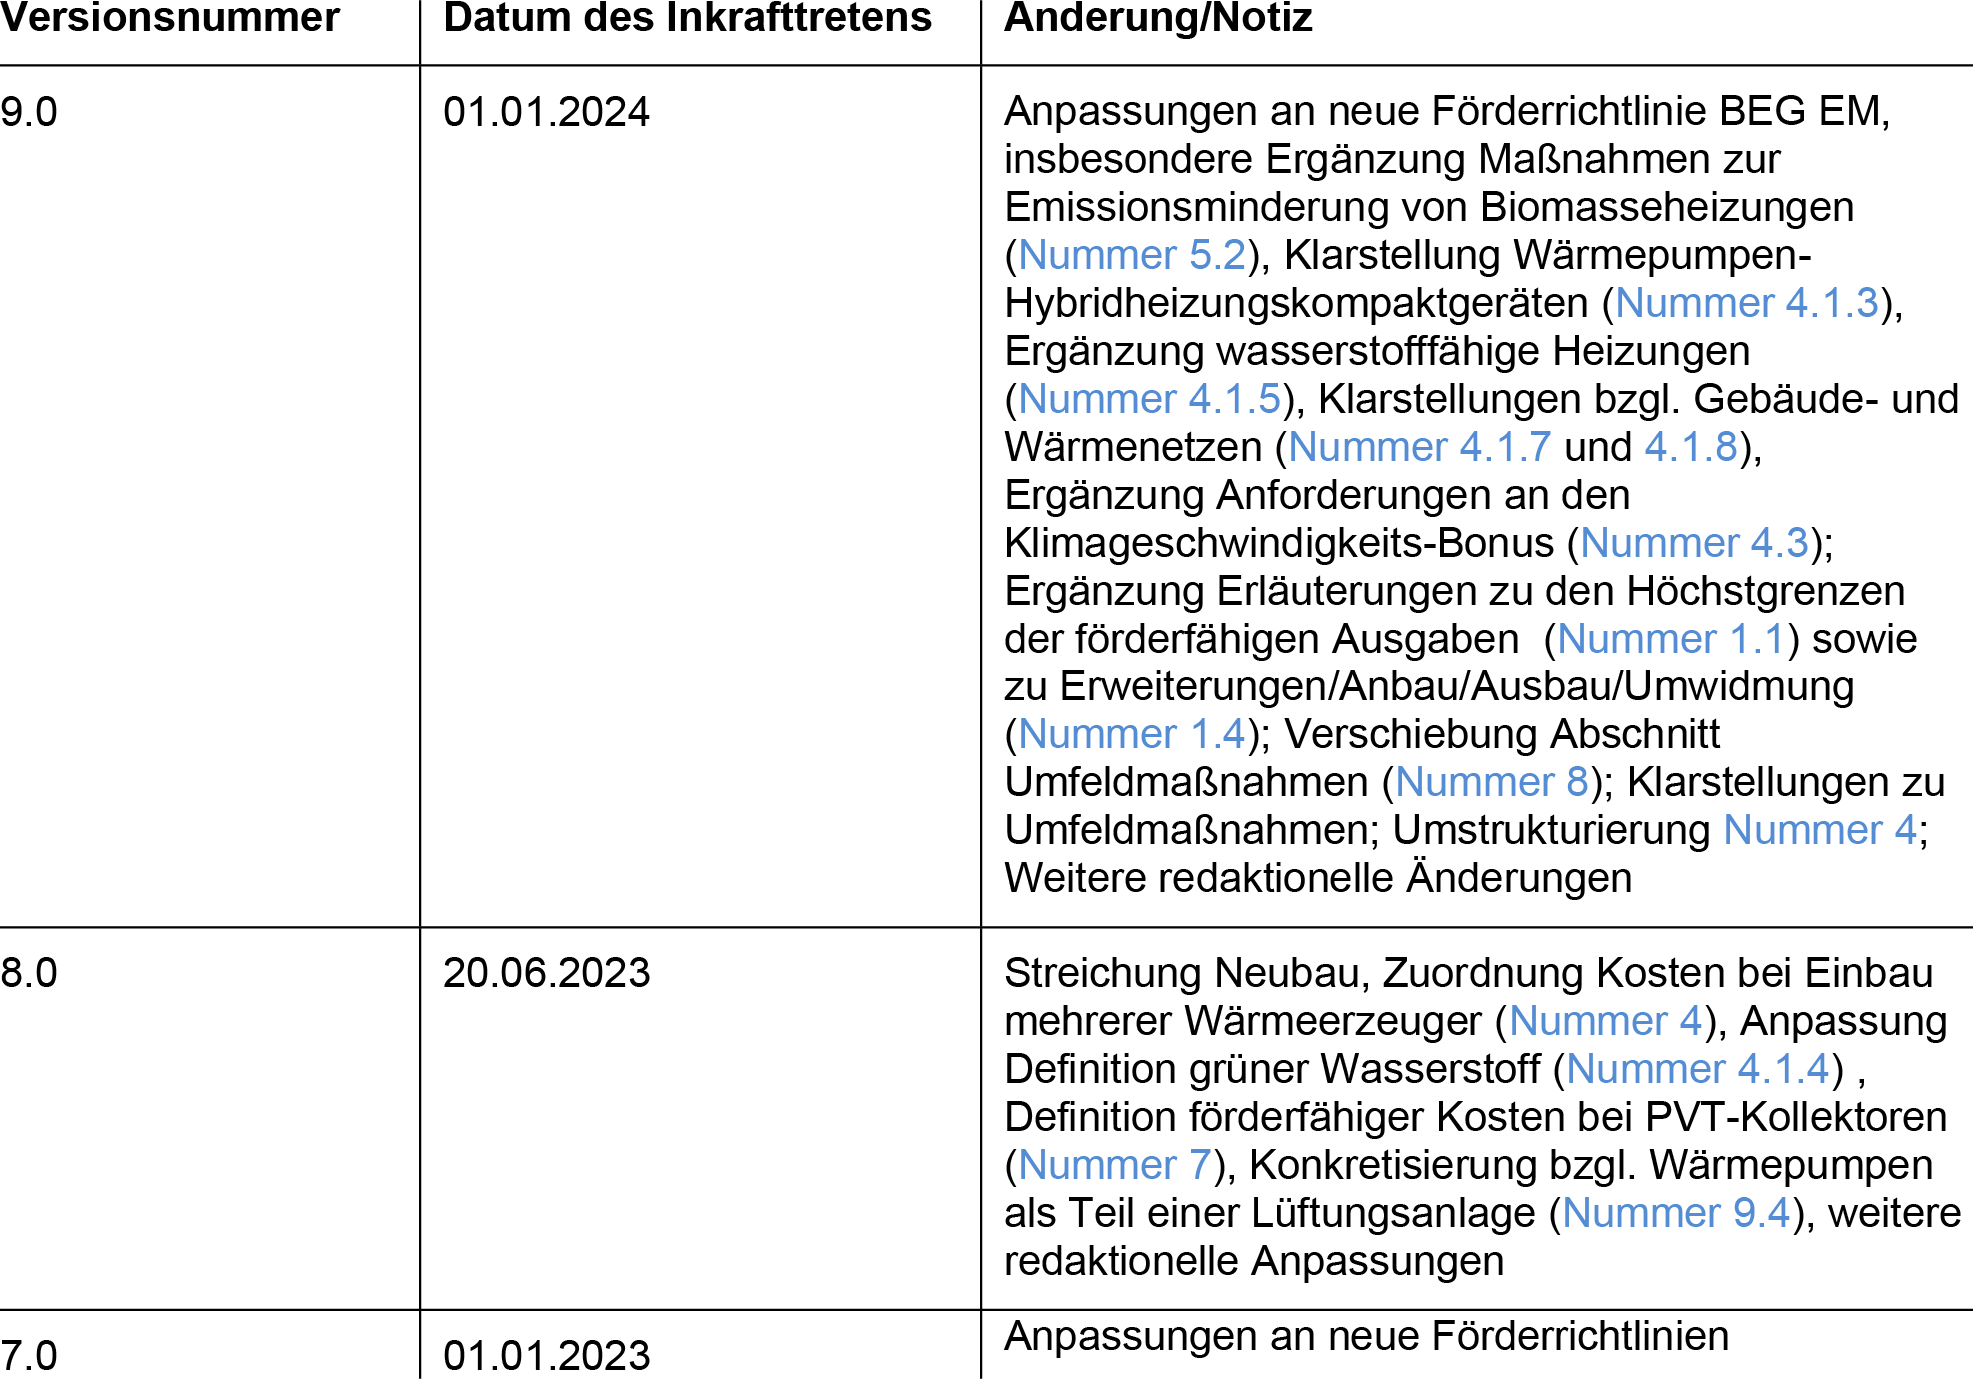 Versionsnummer Datum des Inkrafttretens Änderung/Notiz
9.0 01.01.2024 Anpassungen an neue Förderrichtlinie BEG EM,
insbesondere Ergänzung Maßnahmen zur
Emissionsminderung von Biomasseheizungen
(Nummer 5.2), Klarstellung Wärmepumpen-
Hybridheizungskompaktgeräten (Nummer 4.1.3),
Ergänzung wasserstofffähige Heizungen
(Nummer 4.1.5), Klarstellungen bzgl. Gebäude- und
Wärmenetzen (Nummer 4.1.7 und 4.1.8),
Ergänzung Anforderungen an den
Klimageschwindigkeits-Bonus (Nummer 4.3);
Ergänzung Erläuterungen zu den Höchstgrenzen
der förderfähigen Ausgaben  (Nummer 1.1) sowie
zu Erweiterungen/Anbau/Ausbau/Umwidmung
(Nummer 1.4); Verschiebung Abschnitt
Umfeldmaßnahmen (Nummer 8); Klarstellungen zu
Umfeldmaßnahmen; Umstrukturierung Nummer 4;
Weitere redaktionelle Änderungen
8.0 20.06.2023 Streichung Neubau, Zuordnung Kosten bei Einbau
mehrerer Wärmeerzeuger (Nummer 4), Anpassung
Definition grüner Wasserstoff (Nummer 4.1.4) ,
Definition förderfähiger Kosten bei PVT-Kollektoren
(Nummer 7), Konkretisierung bzgl. Wärmepumpen
als Teil einer Lüftungsanlage (Nummer 9.4), weitere
redaktionelle Anpassungen
7.0 01.01.2023 Anpassungen an neue Förderrichtlinien